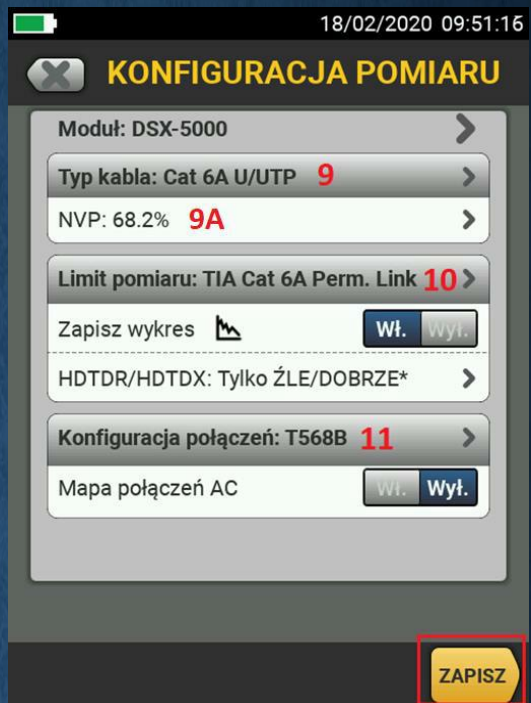 18/02/2020 09:51:16
KONFIGURACJA POMIARU
Moduł: DSX-5000
Typ kabla: Cat 6A U/UTP 9
NVP: 68.2% 9A
Limit pomiaru: TIA Cat 6A Perm. Link 10
Zapisz wykres Wł. Wył.
HDTDR/HDTDX: Tylko ŹLE/DOBRZE*
Konfiguracja połączeń: T568B 11
Mapa połączeń AC Wł. Wył.
ZAPISZ